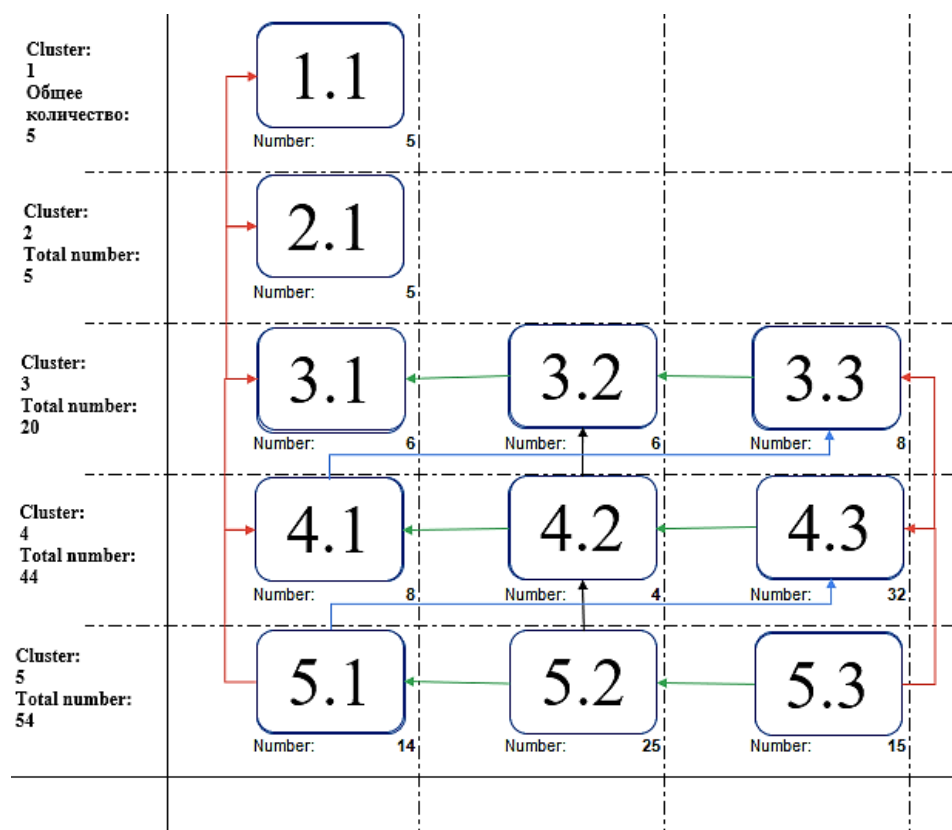 Cluster:
1
Общее
количество:
5
1.1
Number: 5
Cluster:
2
Total number:
5
2.1
Number: 5
Cluster:
3
Total number:
20
3.1 3.2 3.3
Number: 6 Number: 6 Number: 8
Cluster:
4
Total number:
44
4.1 4.2 4.3
Number: 8 Number: 4 Number: 32
Cluster:
5
Total number:
54
5.1 5.2 5.3
Number: 14 Number: 25 Number: 15